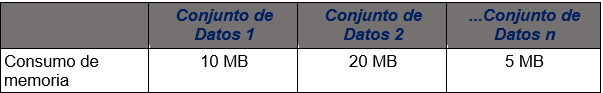 Conjunto de Datos 1
Conjunto de Datos 2
...Conjunto de Datos n
Consumo de memoria
10 MB
20 MB
5 MB